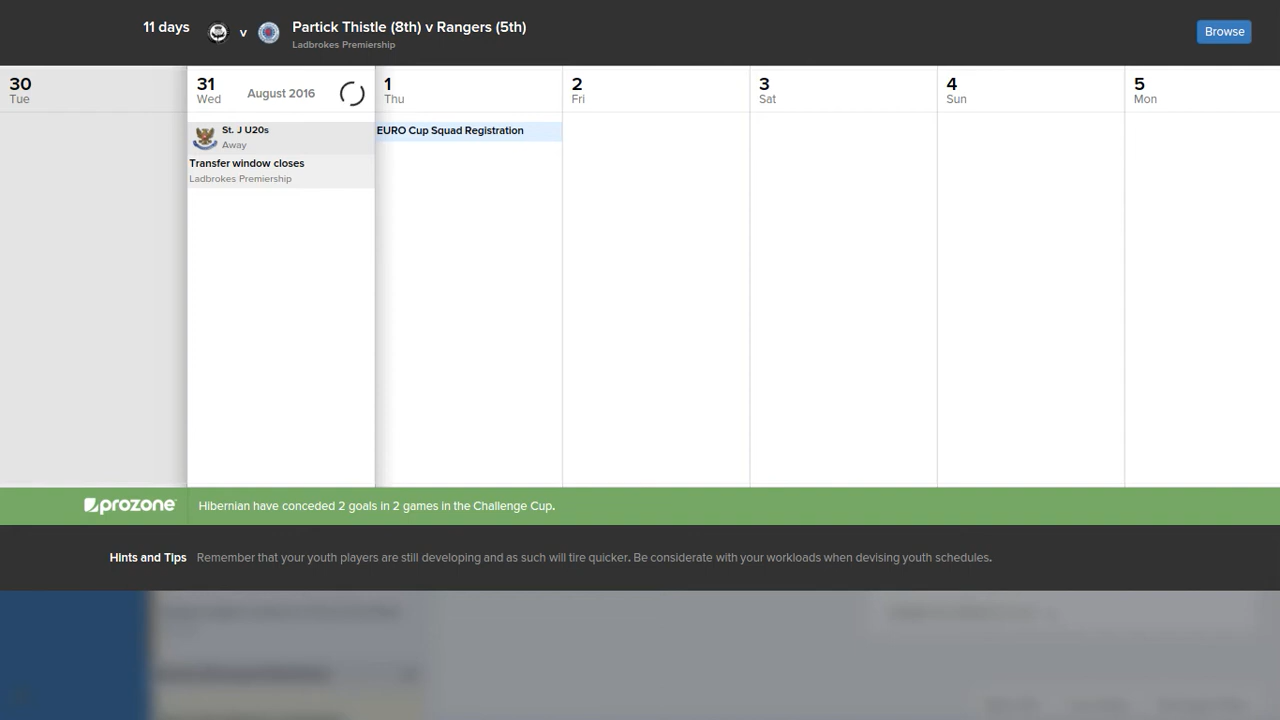 11 days
v
Partick Thistle (8th) v Rangers (5th)
Ladbrokes Premiership
Browse
30
Tue
31
Wed
August 2016
1
Thu
2
Fri
3
Sat
4
Sun
5
Mon
St. J U20s
Away
Transfer window closes
Ladbrokes Premiership
EURO Cup Squad Registration
prozone
Hibernian have conceded 2 goals in 2 games in the Challenge Cup.
Hints and Tips
Remember that your youth players are still developing and as such will tire quicker. Be considerate with your workloads when devising youth schedules.